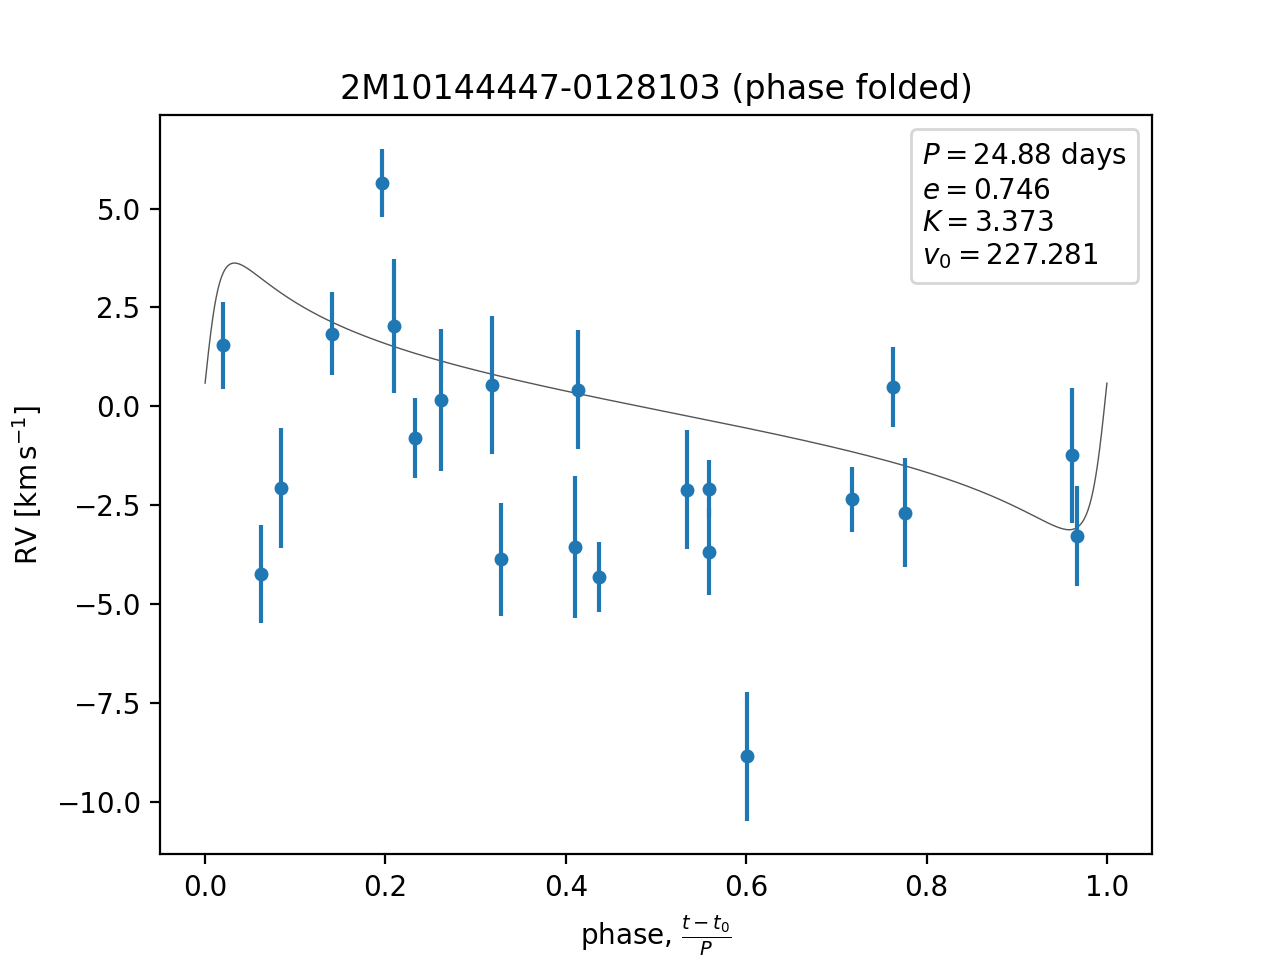 2M10144447-0128103 (phase folded)
P = 24.88 days
e = 0.746
K = 3.373
v₀ = 227.281
5.0
2.5
0.0
−2.5
−5.0
−7.5
−10.0
RV [km s⁻¹]
0.0 0.2 0.4 0.6 0.8 1.0
phase, (t − t₀)/P